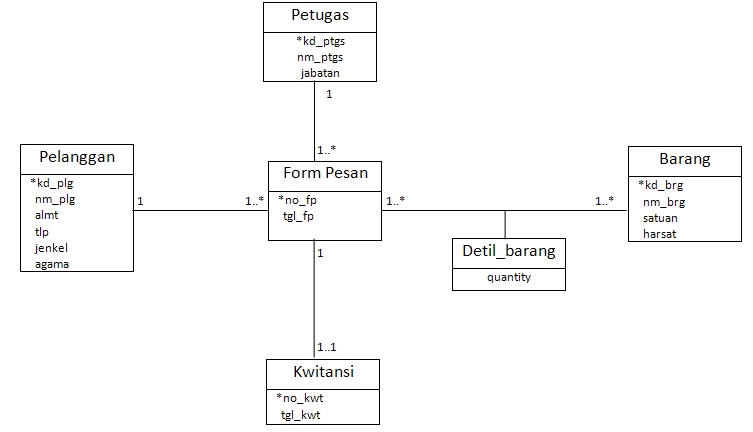 Petugas
*kd_ptgs
nm_ptgs
jabatan
1
1..*
Pelanggan
*kd_plg
nm_plg
almt
tlp
jenkel
agama
1
1..*
Form Pesan
*no_fp
tgl_fp
1..*
1..*
Barang
*kd_brg
nm_brg
satuan
harsat
Detil_barang
quantity
1
1..1
Kwitansi
*no_kwt
tgl_kwt